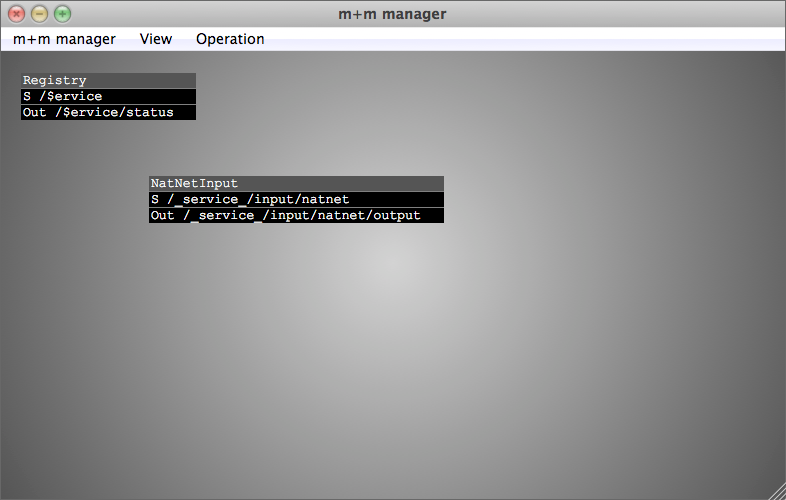 m+m manager
m+m manager View Operation
Registry
S /$ervice
Out /$ervice/status
NatNetInput
S /_service_/input/natnet
Out /_service_/input/natnet/output